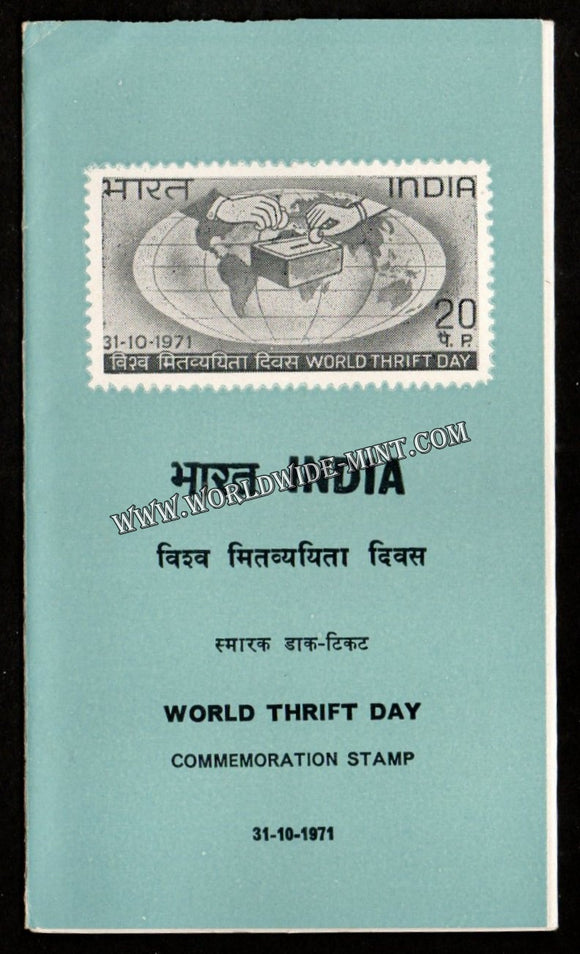 भारत INDIA
31-10-1971
20
पै. P.
विश्व मितव्ययिता दिवस WORLD THRIFT DAY
भारत INDIA
WWW.WORLDWIDE-MINT.COM
विश्व मितव्ययिता दिवस
स्मारक डाक-टिकट
WORLD THRIFT DAY
COMMEMORATION STAMP
31-10-1971